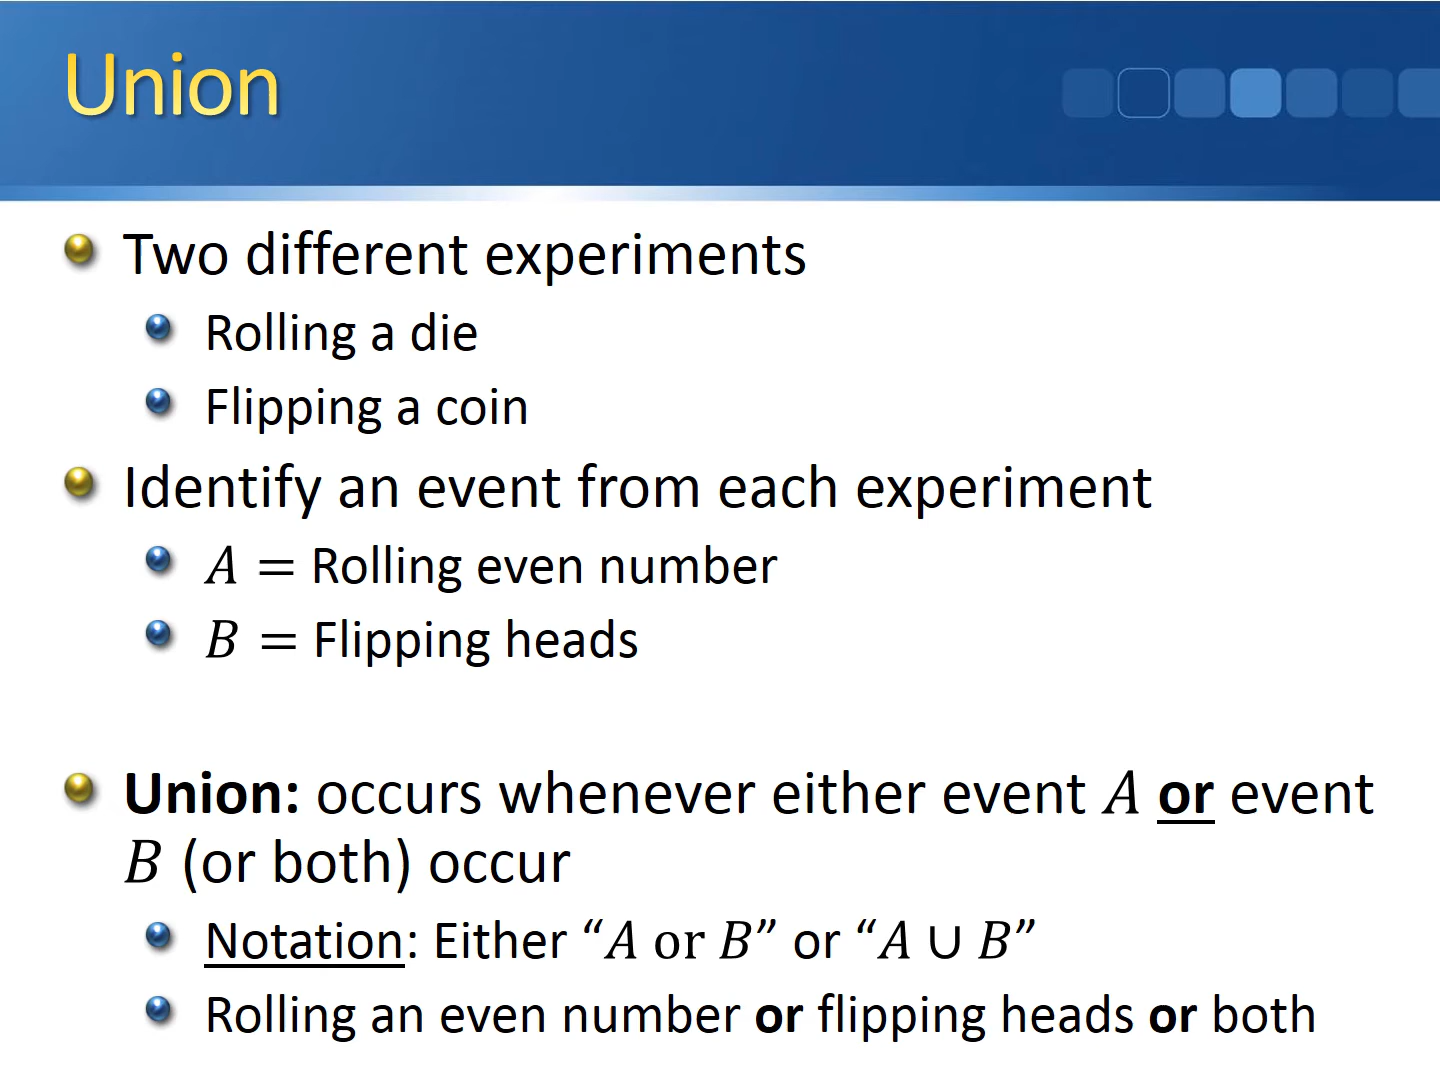 Union
Two different experiments
Rolling a die
Flipping a coin
Identify an event from each experiment
A = Rolling even number
B = Flipping heads
Union: occurs whenever either event A or event
B (or both) occur
Notation: Either “A or B” or “A ∪ B”
Rolling an even number or flipping heads or both